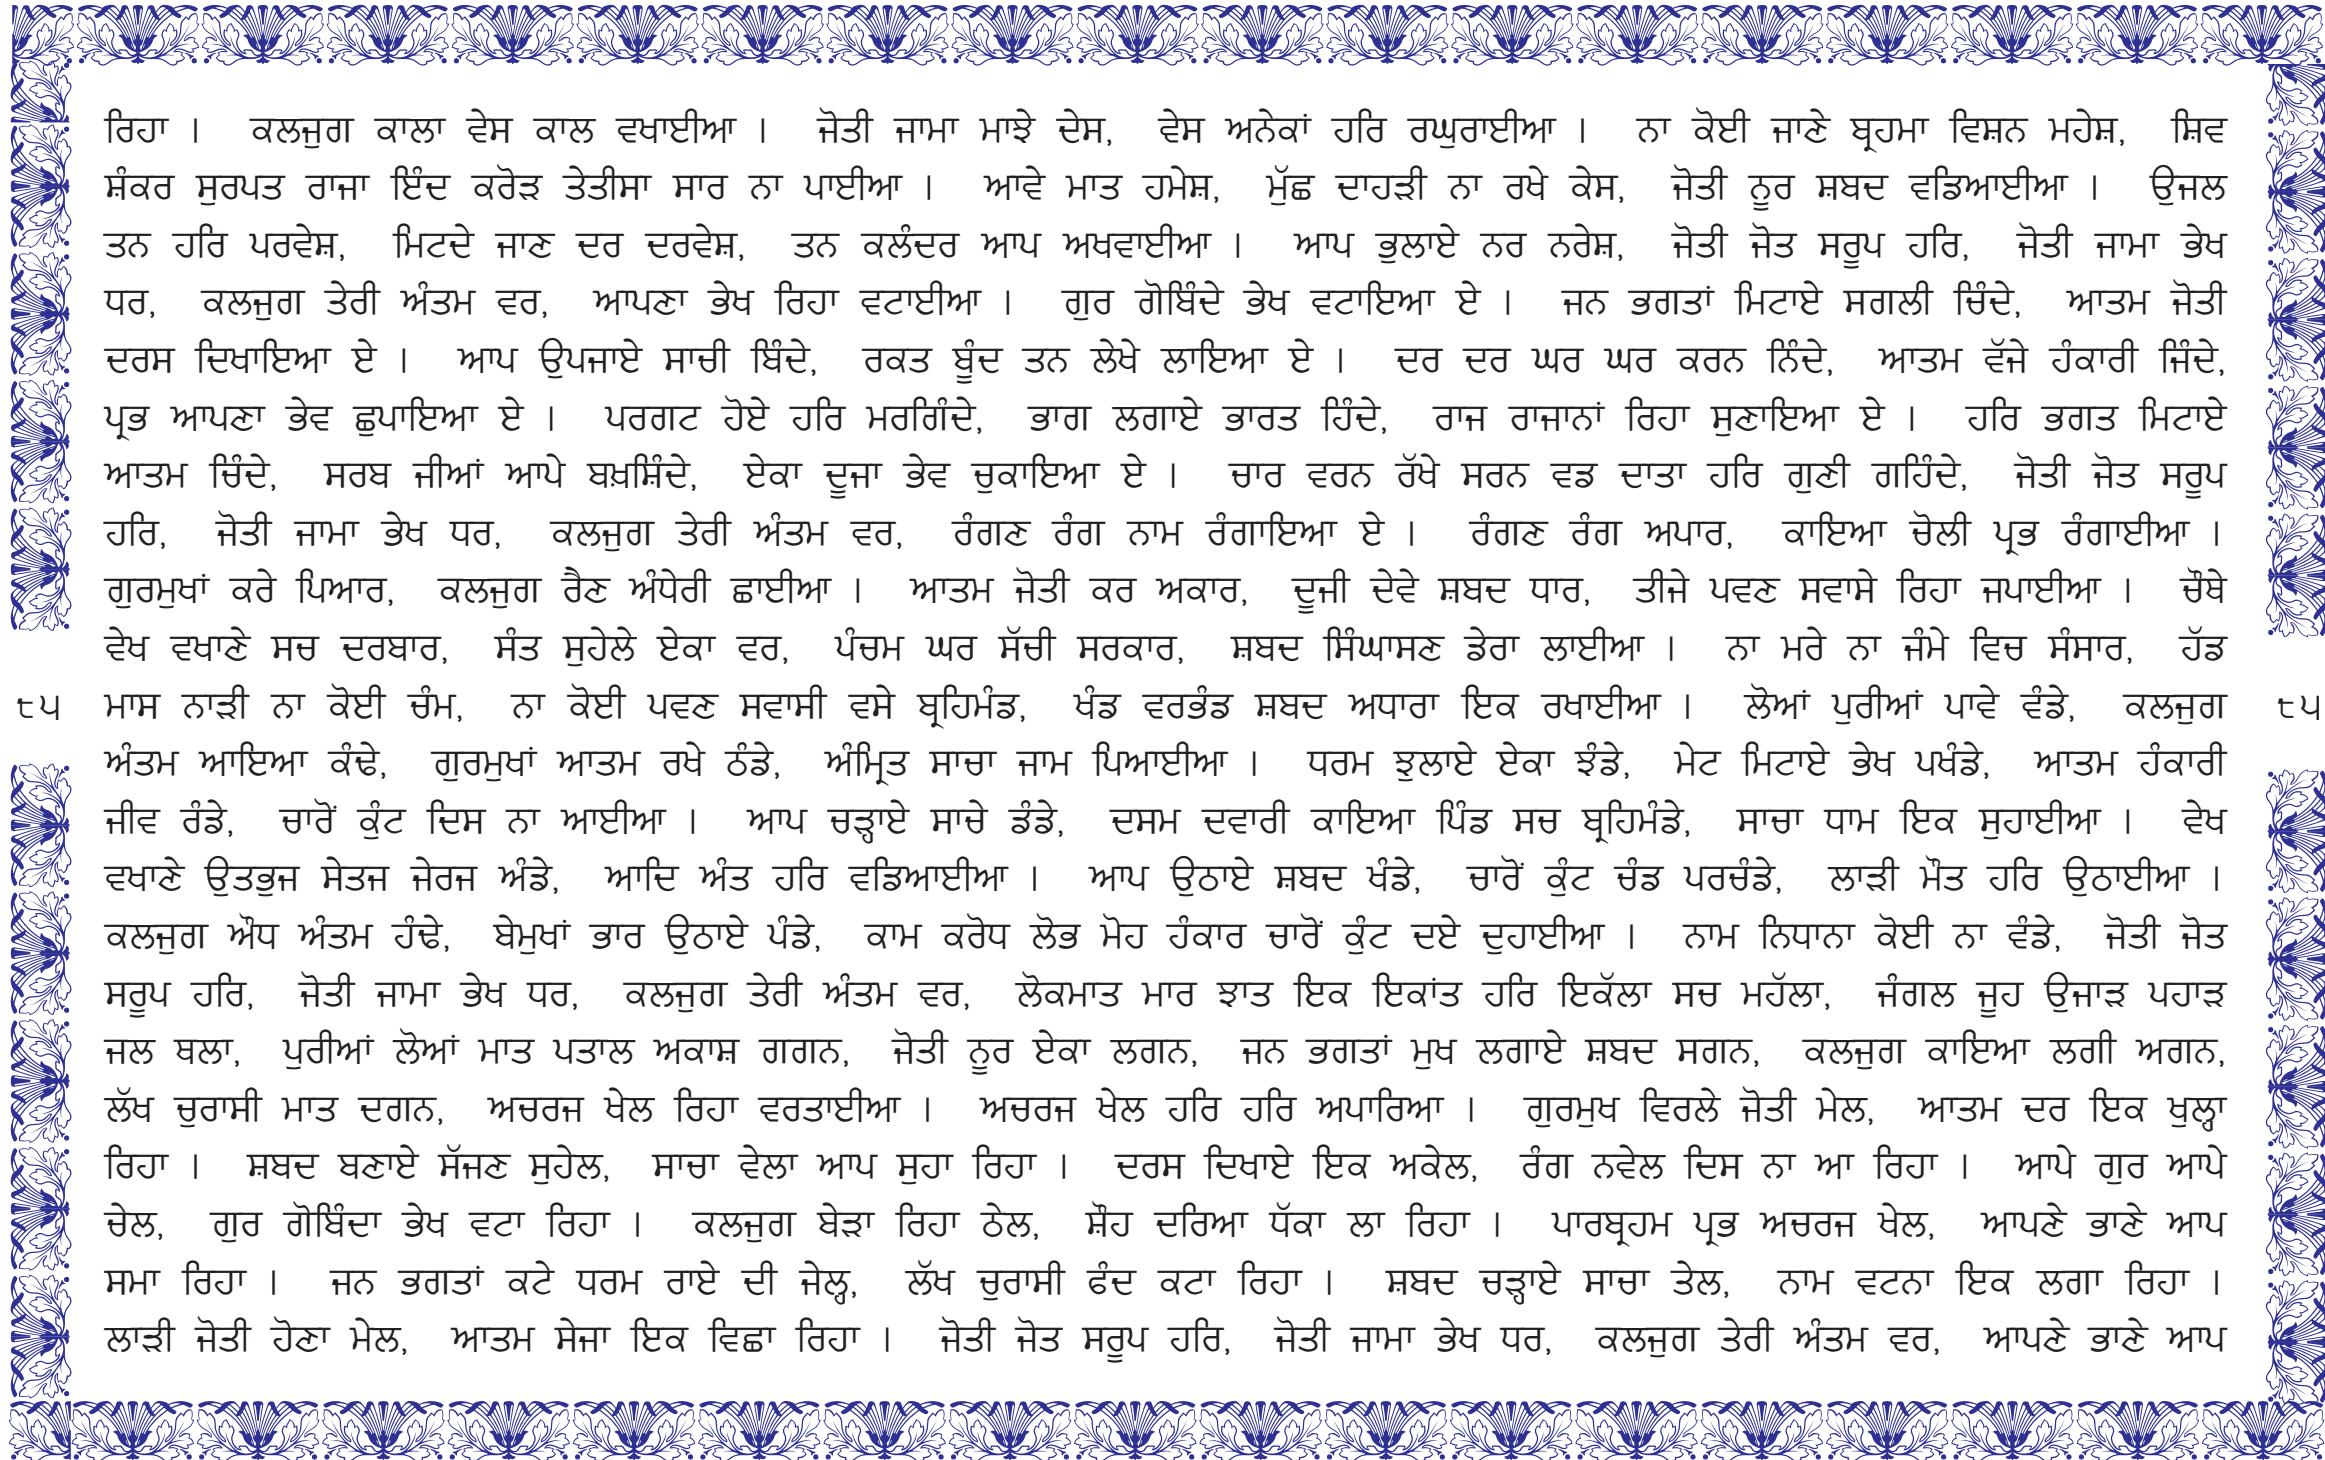 ਰਿਹਾ । ਕਲਜੁਗ ਕਾਲਾ ਵੇਸ ਕਾਲ ਵਖਾਈਆ । ਜੋਤੀ ਜਾਮਾ ਮਾਝੇ ਦੇਸ, ਵੇਸ ਅਨੇਕਾਂ ਹਰਿ ਰਘੁਰਾਈਆ । ਨਾ ਕੋਈ ਜਾਣੇ ਬ੍ਰਹਮਾ ਵਿਸ਼ਨ ਮਹੇਸ਼, ਸ਼ਿਵ
ਸ਼ੰਕਰ ਸੁਰਪਤ ਰਾਜਾ ਇੰਦ ਕਰੋੜ ਤੇਤੀਸਾ ਸਾਰ ਨਾ ਪਾਈਆ । ਆਵੇ ਮਾਤ ਹਮੇਸ਼, ਮੁੱਛ ਦਾਹੜੀ ਨਾ ਰਖੇ ਕੇਸ, ਜੋਤੀ ਨੂਰ ਸ਼ਬਦ ਵਡਿਆਈਆ । ਉਜਲ
ਤਨ ਹਰਿ ਪਰਵੇਸ਼, ਮਿਟਦੇ ਜਾਣ ਦਰ ਦਰਵੇਸ਼, ਤਨ ਕਲੰਦਰ ਆਪ ਅਖਵਾਈਆ । ਆਪ ਭੁਲਾਏ ਨਰ ਨਰੇਸ਼, ਜੋਤੀ ਜੋਤ ਸਰੂਪ ਹਰਿ, ਜੋਤੀ ਜਾਮਾ ਭੇਖ
ਧਰ, ਕਲਜੁਗ ਤੇਰੀ ਅੰਤਮ ਵਰ, ਆਪਣਾ ਭੇਖ ਰਿਹਾ ਵਟਾਈਆ । ਗੁਰ ਗੋਬਿੰਦੇ ਭੇਖ ਵਟਾਇਆ ਏ । ਜਨ ਭਗਤਾਂ ਮਿਟਾਏ ਸਗਲੀ ਚਿੰਦੇ, ਆਤਮ ਜੋਤੀ
ਦਰਸ ਦਿਖਾਇਆ ਏ । ਆਪ ਉਪਜਾਏ ਸਾਚੀ ਬਿੰਦੇ, ਰਕਤ ਬੂੰਦ ਤਨ ਲੇਖੇ ਲਾਇਆ ਏ । ਦਰ ਦਰ ਘਰ ਘਰ ਕਰਨ ਨਿੰਦੇ, ਆਤਮ ਵੱਜੇ ਹੰਕਾਰੀ ਜਿੰਦੇ,
ਪ੍ਰਭ ਆਪਣਾ ਭੇਵ ਛੁਪਾਇਆ ਏ । ਪਰਗਟ ਹੋਏ ਹਰਿ ਮਰਗਿੰਦੇ, ਭਾਗ ਲਗਾਏ ਭਾਰਤ ਹਿੰਦੇ, ਰਾਜ ਰਾਜਾਨਾਂ ਰਿਹਾ ਸੁਣਾਇਆ ਏ । ਹਰਿ ਭਗਤ ਮਿਟਾਏ
ਆਤਮ ਚਿੰਦੇ, ਸਰਬ ਜੀਆਂ ਆਪੇ ਬਖ਼ਸ਼ਿੰਦੇ, ਏਕਾ ਦੂਜਾ ਭੇਵ ਚੁਕਾਇਆ ਏ । ਚਾਰ ਵਰਨ ਰੱਖੇ ਸਰਨ ਵਡ ਦਾਤਾ ਹਰਿ ਗੁਣੀ ਗਹਿੰਦੇ, ਜੋਤੀ ਜੋਤ ਸਰੂਪ
ਹਰਿ, ਜੋਤੀ ਜਾਮਾ ਭੇਖ ਧਰ, ਕਲਜੁਗ ਤੇਰੀ ਅੰਤਮ ਵਰ, ਰੰਗਣ ਰੰਗ ਨਾਮ ਰੰਗਾਇਆ ਏ । ਰੰਗਣ ਰੰਗ ਅਪਾਰ, ਕਾਇਆ ਚੋਲੀ ਪ੍ਰਭ ਰੰਗਾਈਆ ।
ਗੁਰਮੁਖਾਂ ਕਰੇ ਪਿਆਰ, ਕਲਜੁਗ ਰੈਣ ਅੰਧੇਰੀ ਛਾਈਆ । ਆਤਮ ਜੋਤੀ ਕਰ ਅਕਾਰ, ਦੂਜੀ ਦੇਵੇ ਸ਼ਬਦ ਧਾਰ, ਤੀਜੇ ਪਵਣ ਸਵਾਸੇ ਰਿਹਾ ਜਪਾਈਆ । ਚੌਥੇ
ਵੇਖ ਵਖਾਣੇ ਸਚ ਦਰਬਾਰ, ਸੰਤ ਸੁਹੇਲੇ ਏਕਾ ਵਰ, ਪੰਚਮ ਘਰ ਸੱਚੀ ਸਰਕਾਰ, ਸ਼ਬਦ ਸਿੰਘਾਸਣ ਡੇਰਾ ਲਾਈਆ । ਨਾ ਮਰੇ ਨਾ ਜੰਮੇ ਵਿਚ ਸੰਸਾਰ, ਹੱਡ
੮੫ ਮਾਸ ਨਾੜੀ ਨਾ ਕੋਈ ਚੰਮ, ਨਾ ਕੋਈ ਪਵਣ ਸਵਾਸੀ ਵਸੇ ਬ੍ਰਹਿਮੰਡ, ਖੰਡ ਵਰਭੰਡ ਸ਼ਬਦ ਅਧਾਰਾ ਇਕ ਰਖਾਈਆ । ਲੋਆਂ ਪੁਰੀਆਂ ਪਾਵੇ ਵੰਡੇ, ਕਲਜੁਗ ੮੫
ਅੰਤਮ ਆਇਆ ਕੰਢੇ, ਗੁਰਮੁਖਾਂ ਆਤਮ ਰਖੇ ਠੰਡੇ, ਅੰਮ੍ਰਿਤ ਸਾਚਾ ਜਾਮ ਪਿਆਈਆ । ਧਰਮ ਝੁਲਾਏ ਏਕਾ ਝੰਡੇ, ਮੇਟ ਮਿਟਾਏ ਭੇਖ ਪਖੰਡੇ, ਆਤਮ ਹੰਕਾਰੀ
ਜੀਵ ਰੰਡੇ, ਚਾਰੋਂ ਕੁੰਟ ਦਿਸ ਨਾ ਆਈਆ । ਆਪ ਚੜ੍ਹਾਏ ਸਾਚੇ ਡੰਡੇ, ਦਸਮ ਦਵਾਰੀ ਕਾਇਆ ਪਿੰਡ ਸਚ ਬ੍ਰਹਿਮੰਡੇ, ਸਾਚਾ ਧਾਮ ਇਕ ਸੁਹਾਈਆ । ਵੇਖ
ਵਖਾਣੇ ਉਤਭੁਜ ਸੇਤਜ ਜੇਰਜ ਅੰਡੇ, ਆਦਿ ਅੰਤ ਹਰਿ ਵਡਿਆਈਆ । ਆਪ ਉਠਾਏ ਸ਼ਬਦ ਖੰਡੇ, ਚਾਰੋਂ ਕੁੰਟ ਚੰਡ ਪਰਚੰਡੇ, ਲਾੜੀ ਮੌਤ ਹਰਿ ਉਠਾਈਆ ।
ਕਲਜੁਗ ਔਧ ਅੰਤਮ ਹੰਢੇ, ਬੇਮੁਖਾਂ ਭਾਰ ਉਠਾਏ ਪੰਡੇ, ਕਾਮ ਕਰੋਧ ਲੋਭ ਮੋਹ ਹੰਕਾਰ ਚਾਰੋਂ ਕੁੰਟ ਦਏ ਦੁਹਾਈਆ । ਨਾਮ ਨਿਧਾਨਾ ਕੋਈ ਨਾ ਵੰਡੇ, ਜੋਤੀ ਜੋਤ
ਸਰੂਪ ਹਰਿ, ਜੋਤੀ ਜਾਮਾ ਭੇਖ ਧਰ, ਕਲਜੁਗ ਤੇਰੀ ਅੰਤਮ ਵਰ, ਲੋਕਮਾਤ ਮਾਰ ਝਾਤ ਇਕ ਇਕਾਂਤ ਹਰਿ ਇਕੱਲਾ ਸਚ ਮਹੱਲਾ, ਜੰਗਲ ਜੂਹ ਉਜਾੜ ਪਹਾੜ
ਜਲ ਥਲਾ, ਪੁਰੀਆਂ ਲੋਆਂ ਮਾਤ ਪਤਾਲ ਅਕਾਸ਼ ਗਗਨ, ਜੋਤੀ ਨੂਰ ਏਕਾ ਲਗਨ, ਜਨ ਭਗਤਾਂ ਮੁਖ ਲਗਾਏ ਸ਼ਬਦ ਸਗਨ, ਕਲਜੁਗ ਕਾਇਆ ਲਗੀ ਅਗਨ,
ਲੱਖ ਚੁਰਾਸੀ ਮਾਤ ਦਗਨ, ਅਚਰਜ ਖੇਲ ਰਿਹਾ ਵਰਤਾਈਆ । ਅਚਰਜ ਖੇਲ ਹਰਿ ਹਰਿ ਅਪਾਰਿਆ । ਗੁਰਮੁਖ ਵਿਰਲੇ ਜੋਤੀ ਮੇਲ, ਆਤਮ ਦਰ ਇਕ ਖੁਲ੍ਹਾ
ਰਿਹਾ । ਸ਼ਬਦ ਬਣਾਏ ਸੱਜਣ ਸੁਹੇਲ, ਸਾਚਾ ਵੇਲਾ ਆਪ ਸੁਹਾ ਰਿਹਾ । ਦਰਸ ਦਿਖਾਏ ਇਕ ਅਕੇਲ, ਰੰਗ ਨਵੇਲ ਦਿਸ ਨਾ ਆ ਰਿਹਾ । ਆਪੇ ਗੁਰ ਆਪੇ
ਚੇਲ, ਗੁਰ ਗੋਬਿੰਦਾ ਭੇਖ ਵਟਾ ਰਿਹਾ । ਕਲਜੁਗ ਬੇੜਾ ਰਿਹਾ ਠੇਲ, ਸ਼ੌਹ ਦਰਿਆ ਧੱਕਾ ਲਾ ਰਿਹਾ । ਪਾਰਬ੍ਰਹਮ ਪ੍ਰਭ ਅਚਰਜ ਖੇਲ, ਆਪਣੇ ਭਾਣੇ ਆਪ
ਸਮਾ ਰਿਹਾ । ਜਨ ਭਗਤਾਂ ਕਟੇ ਧਰਮ ਰਾਏ ਦੀ ਜੇਲ੍ਹ, ਲੱਖ ਚੁਰਾਸੀ ਫੰਦ ਕਟਾ ਰਿਹਾ । ਸ਼ਬਦ ਚੜ੍ਹਾਏ ਸਾਚਾ ਤੇਲ, ਨਾਮ ਵਟਨਾ ਇਕ ਲਗਾ ਰਿਹਾ ।
ਲਾੜੀ ਜੋਤੀ ਹੋਣਾ ਮੇਲ, ਆਤਮ ਸੇਜਾ ਇਕ ਵਿਛਾ ਰਿਹਾ । ਜੋਤੀ ਜੋਤ ਸਰੂਪ ਹਰਿ, ਜੋਤੀ ਜਾਮਾ ਭੇਖ ਧਰ, ਕਲਜੁਗ ਤੇਰੀ ਅੰਤਮ ਵਰ, ਆਪਣੇ ਭਾਣੇ ਆਪ